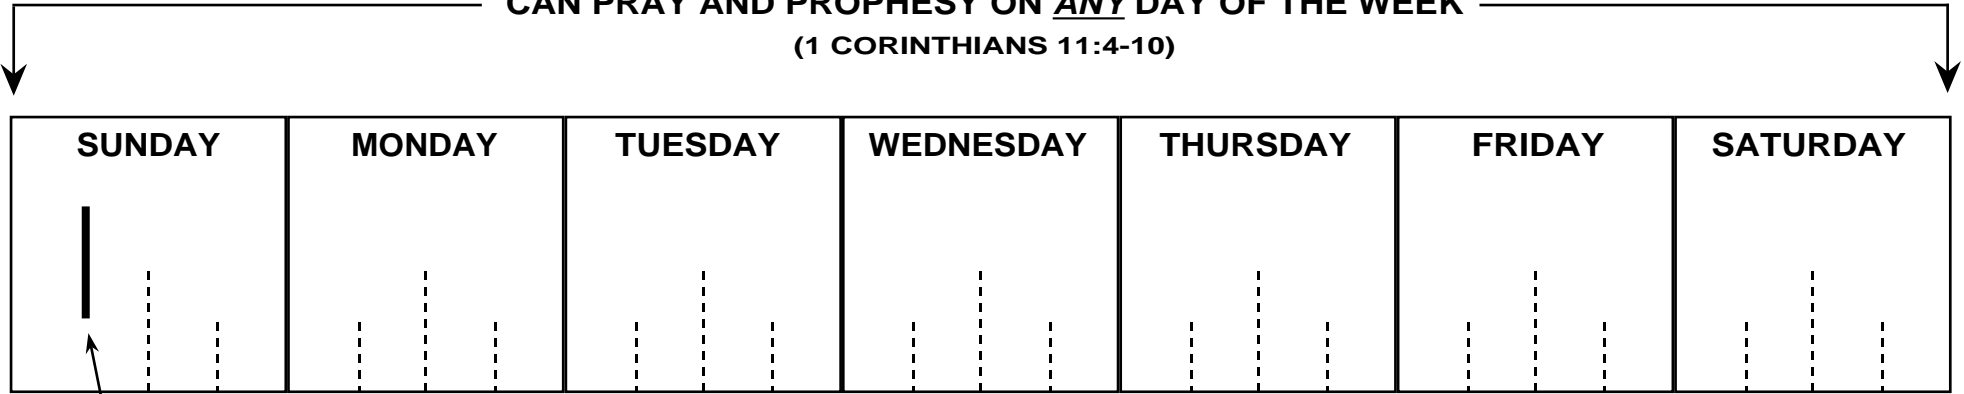 CAN PRAY AND PROPHESY ON ANY DAY OF THE WEEK
(1 CORINTHIANS 11:4-10)
SUNDAY MONDAY TUESDAY WEDNESDAY THURSDAY FRIDAY SATURDAY